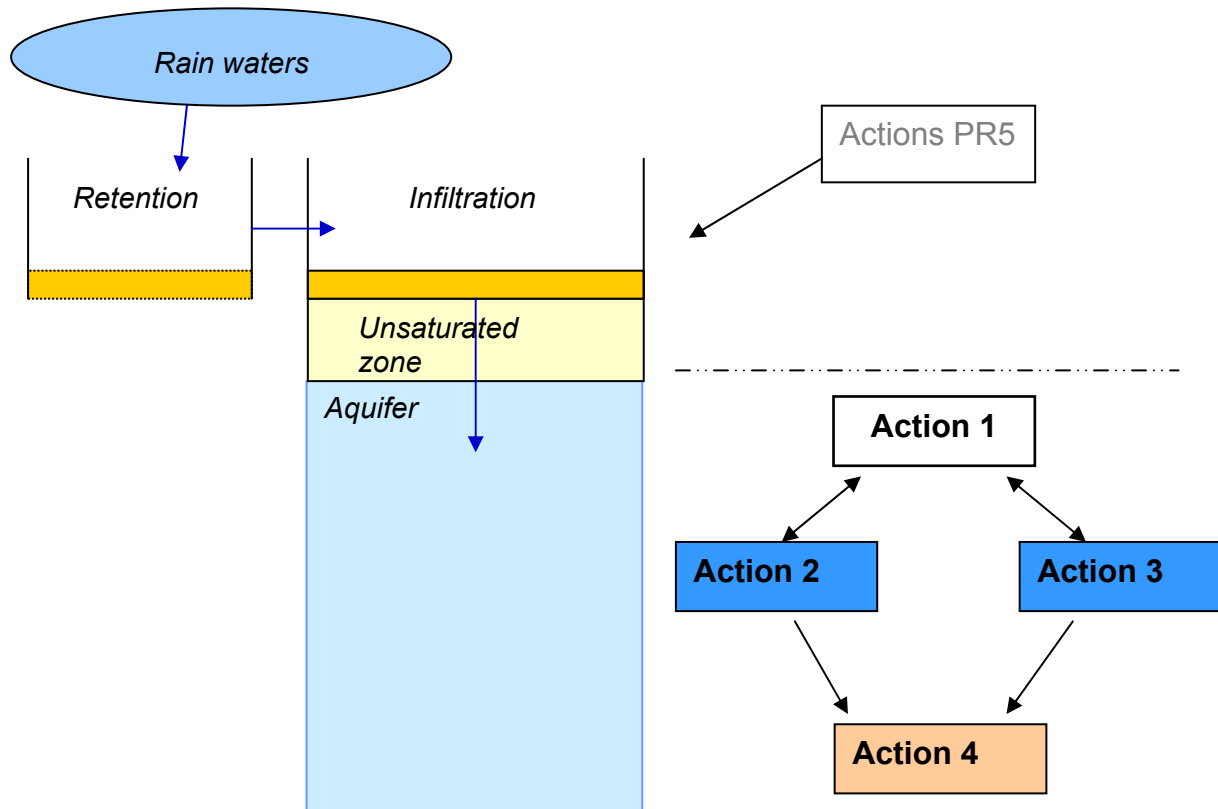 Rain waters
Actions PR5
Retention
Infiltration
Unsaturated
zone
Aquifer
Action 1
Action 2
Action 3
Action 4